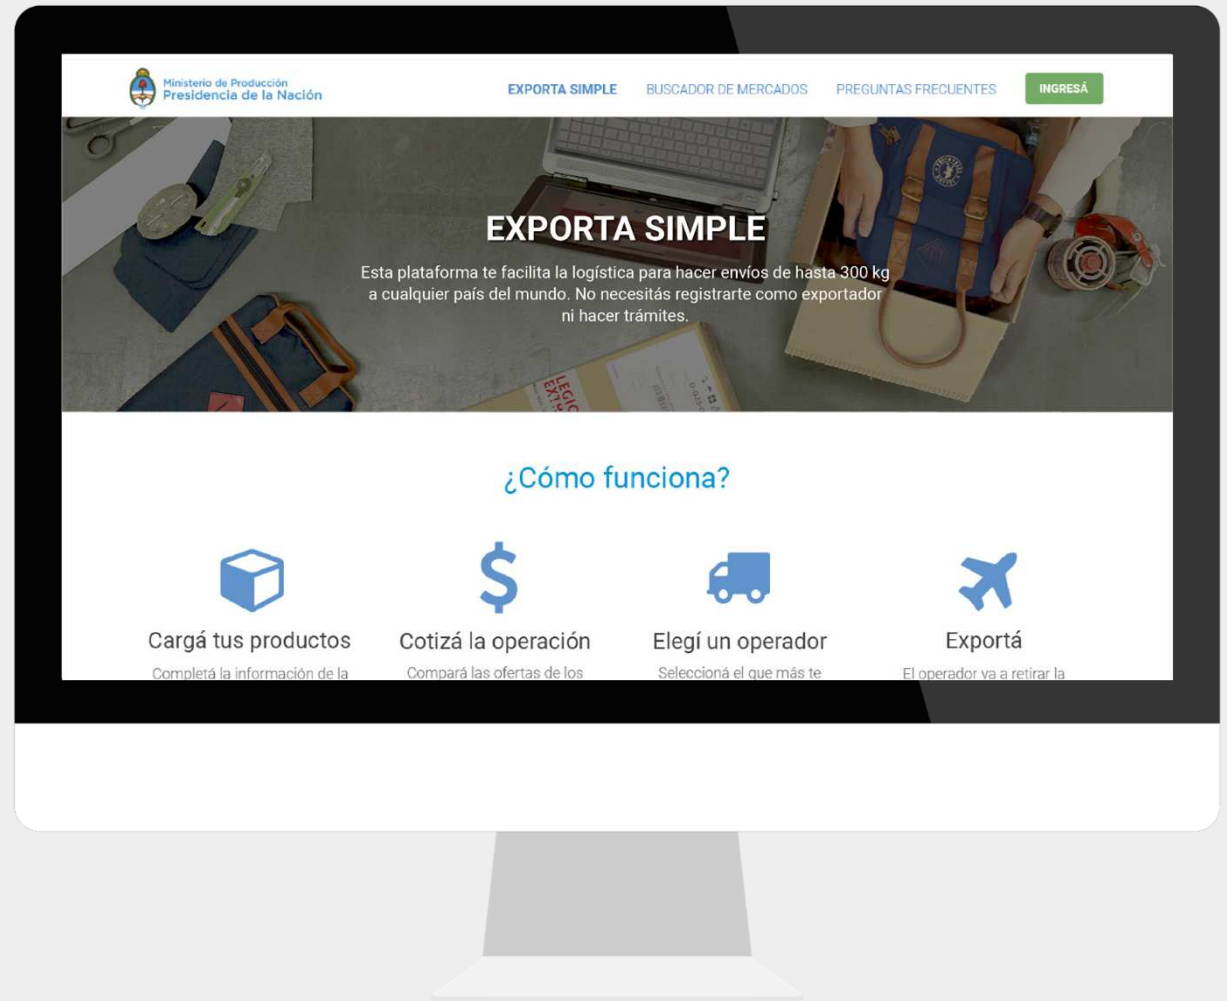 Ministerio de Producción
Presidencia de la Nación
EXPORTA SIMPLE
BUSCADOR DE MERCADOS
PREGUNTAS FRECUENTES
INGRESÁ
EXPORTA SIMPLE
Esta plataforma te facilita la logística para hacer envíos de hasta 300 kg
a cualquier país del mundo. No necesitás registrarte como exportador
ni hacer trámites.
¿Cómo funciona?
Cargá tus productos
Completá la información de la
Cotizá la operación
Compará las ofertas de los
Elegí un operador
Seleccioná el que más te
Exportá
El operador va a retirar la